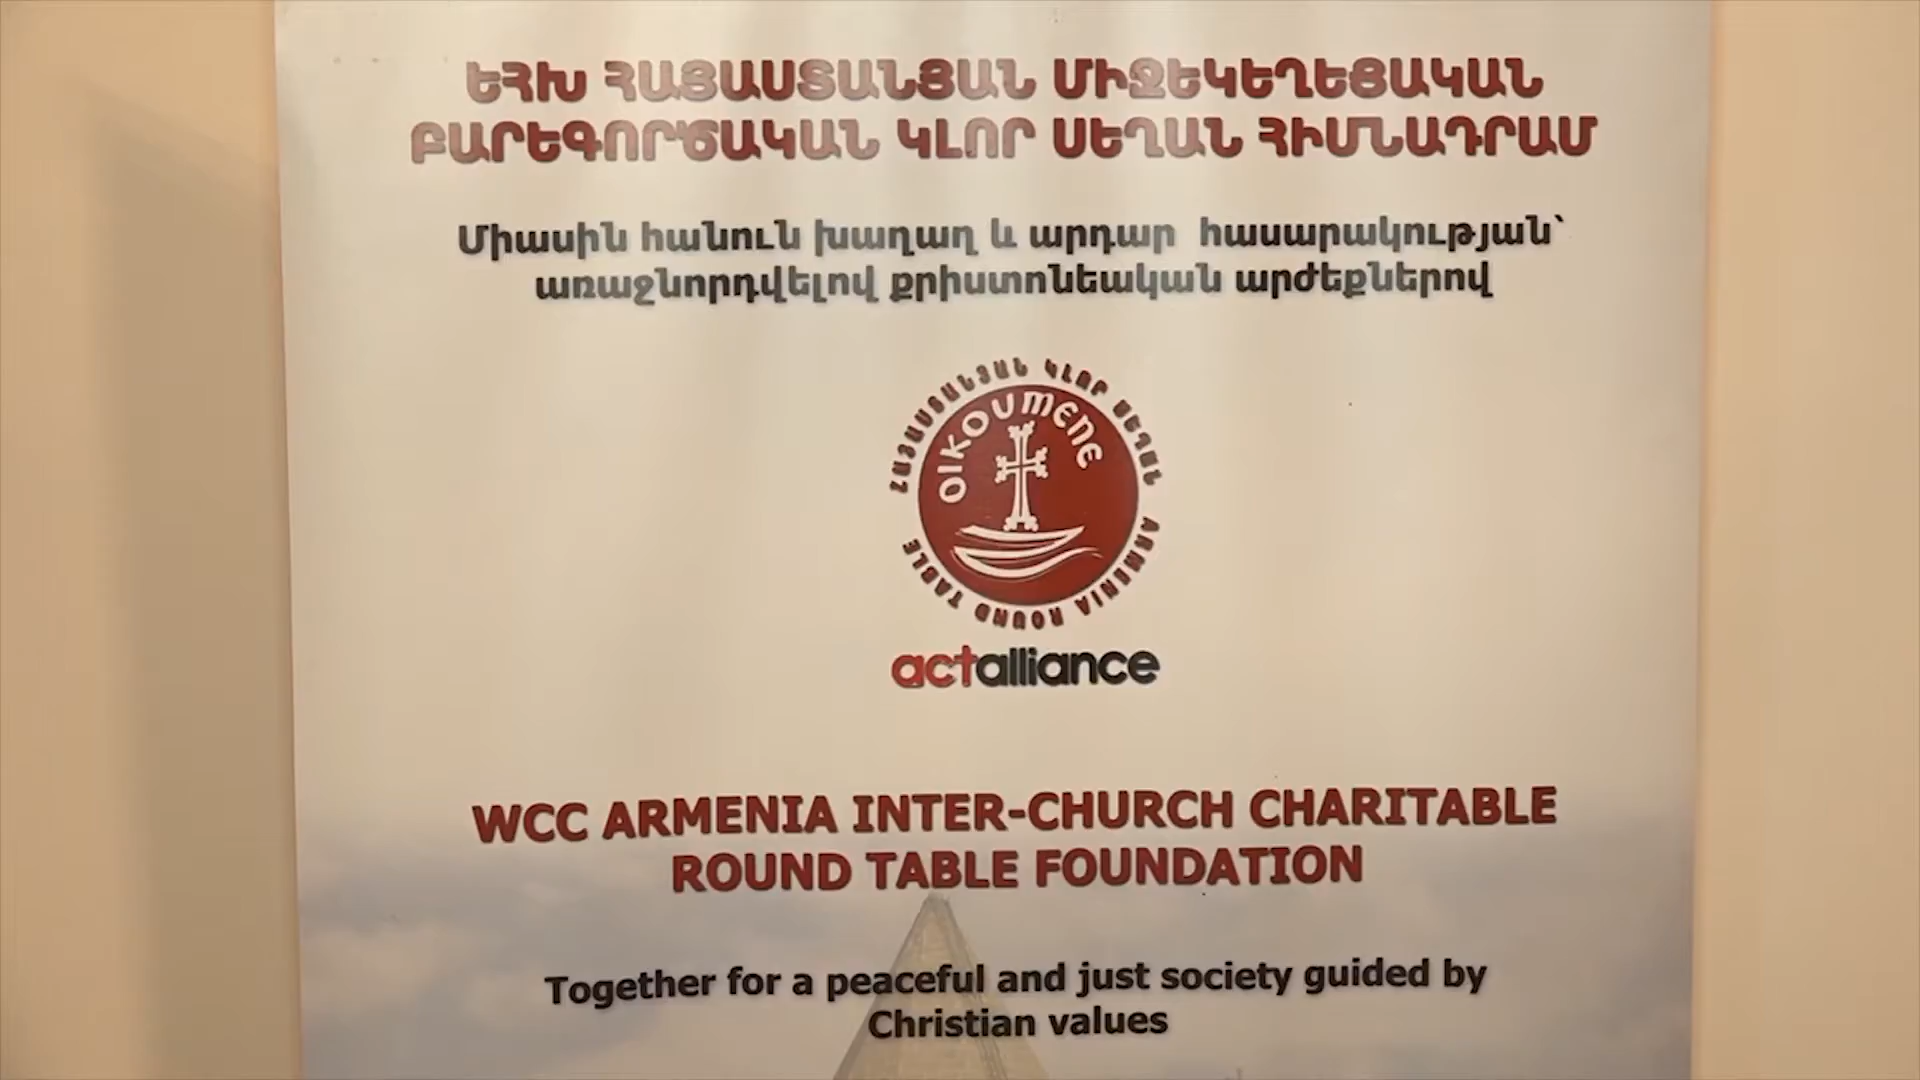 ԵՀԽ ՀԱՅԱՍՏԱՆՅԱՆ ՄԻՋԵԿԵՂԵՑԱԿԱՆ
ԲԱՐԵԳՈՐԾԱԿԱՆ ԿԼՈՐ ՍԵՂԱՆ ՀԻՄՆԱԴՐԱՄ
Միասին հանուն խաղաղ և արդար հասարակության՝
առաջնորդվելով քրիստոնեական արժեքներով
ՀԱՅԱՍՏԱՆՅԱՆ ԿԼՈՐ ՍԵՂԱՆ
OIKOUMENE
ARMENIA ROUND TABLE
actalliance
WCC ARMENIA INTER-CHURCH CHARITABLE
ROUND TABLE FOUNDATION
Together for a peaceful and just society guided by
Christian values